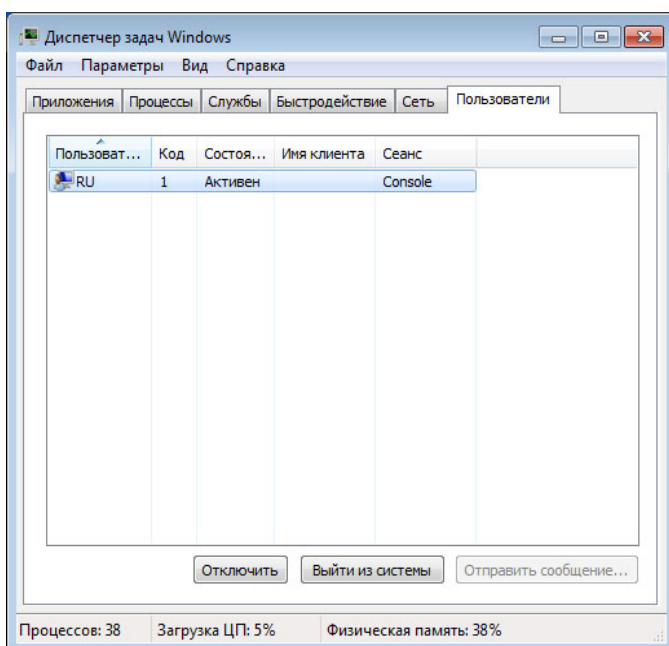 Диспетчер задач Windows
Файл Параметры Вид Справка
Приложения Процессы Службы Быстродействие Сеть Пользователи
Пользоват... Код Состоя... Имя клиента Сеанс
RU 1 Активен Console
Отключить Выйти из системы Отправить сообщение...
Процессов: 38 Загрузка ЦП: 5% Физическая память: 38%